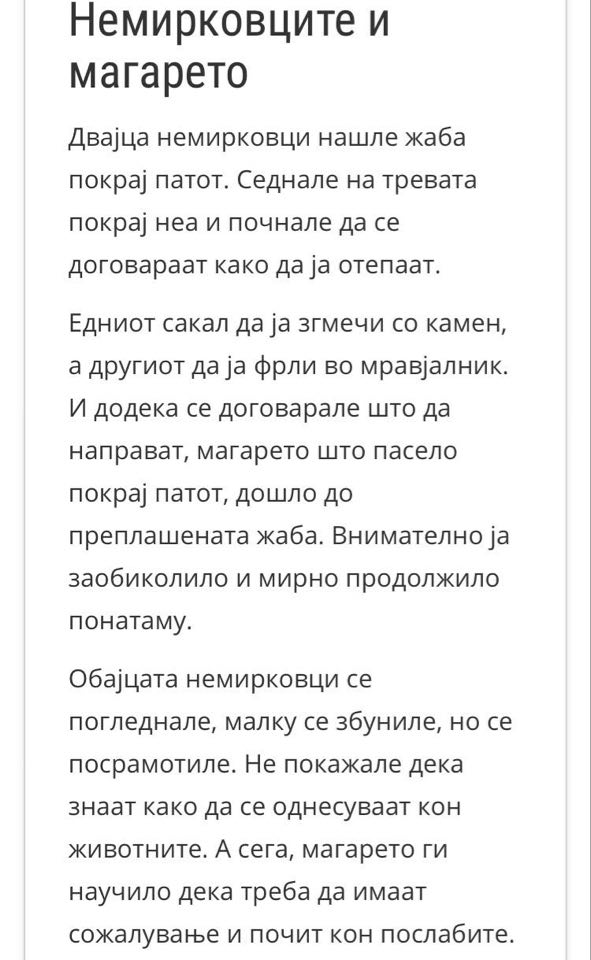 Немирковците и
магарето
Двајца немирковци нашле жаба
покрај патот. Седнале на тревата
покрај неа и почнале да се
договараат како да ја отепаат.
Едниот сакал да ја згмечи со камен,
а другиот да ја фрли во мравјалник.
И додека се договарале што да
направат, магарето што пасело
покрај патот, дошло до
преплашената жаба. Внимателно ја
заобиколило и мирно продолжило
понатаму.
Обајцата немирковци се
погледнале, малку се збуниле, но се
посрамотиле. Не покажале дека
знаат како да се однесуваат кон
животните. А сега, магарето ги
научило дека треба да имаат
сожалување и почит кон послабите.